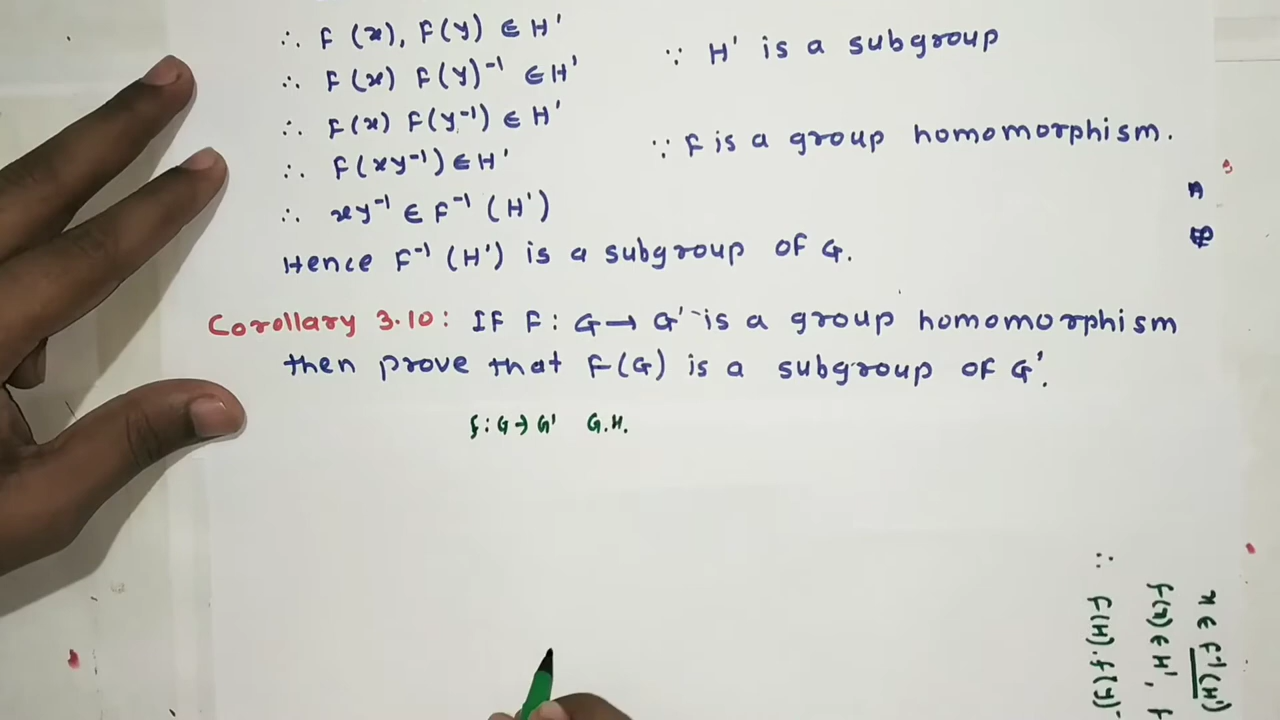 ∴ F(x), F(y) ∈ H'
∴ F(x) F(y)⁻¹ ∈ H' ∵ H' is a subgroup
∴ F(x) F(y⁻¹) ∈ H'
∴ F(xy⁻¹) ∈ H' ∵ F is a group homomorphism.
∴ xy⁻¹ ∈ F⁻¹(H')
Hence F⁻¹(H') is a subgroup of G.
Corollary 3.10: IF F: G → G' is a group homomorphism
then prove that F(G) is a subgroup of G'.
f: G → G' G.H.
x ∈ F⁻¹(H')
f(x) ∈ H', f
∴ f(x).f(y)⁻